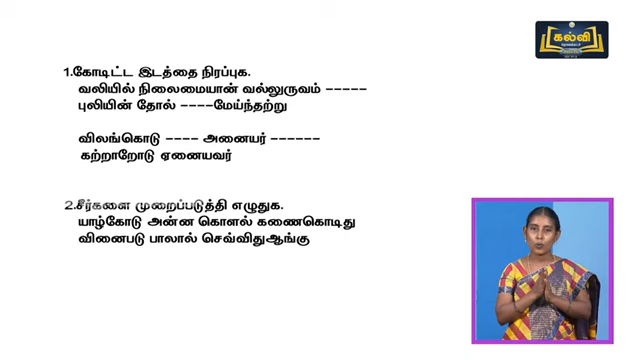 கல்வி
1.கோடிட்ட இடத்தை நிரப்புக.
வலியில் நிலைமையான் வல்லுருவம் -----
புலியின் தோல் ----மேய்ந்தற்று
விலங்கொடு ---- அனையர் ------
கற்றாரோடு ஏனையவர்
2.சீர்களை முறைப்படுத்தி எழுதுக.
யாழ்கோடு அன்ன கொளல் கணைகொடிது
வினைபடு பாலால் செவ்விதுஆங்கு